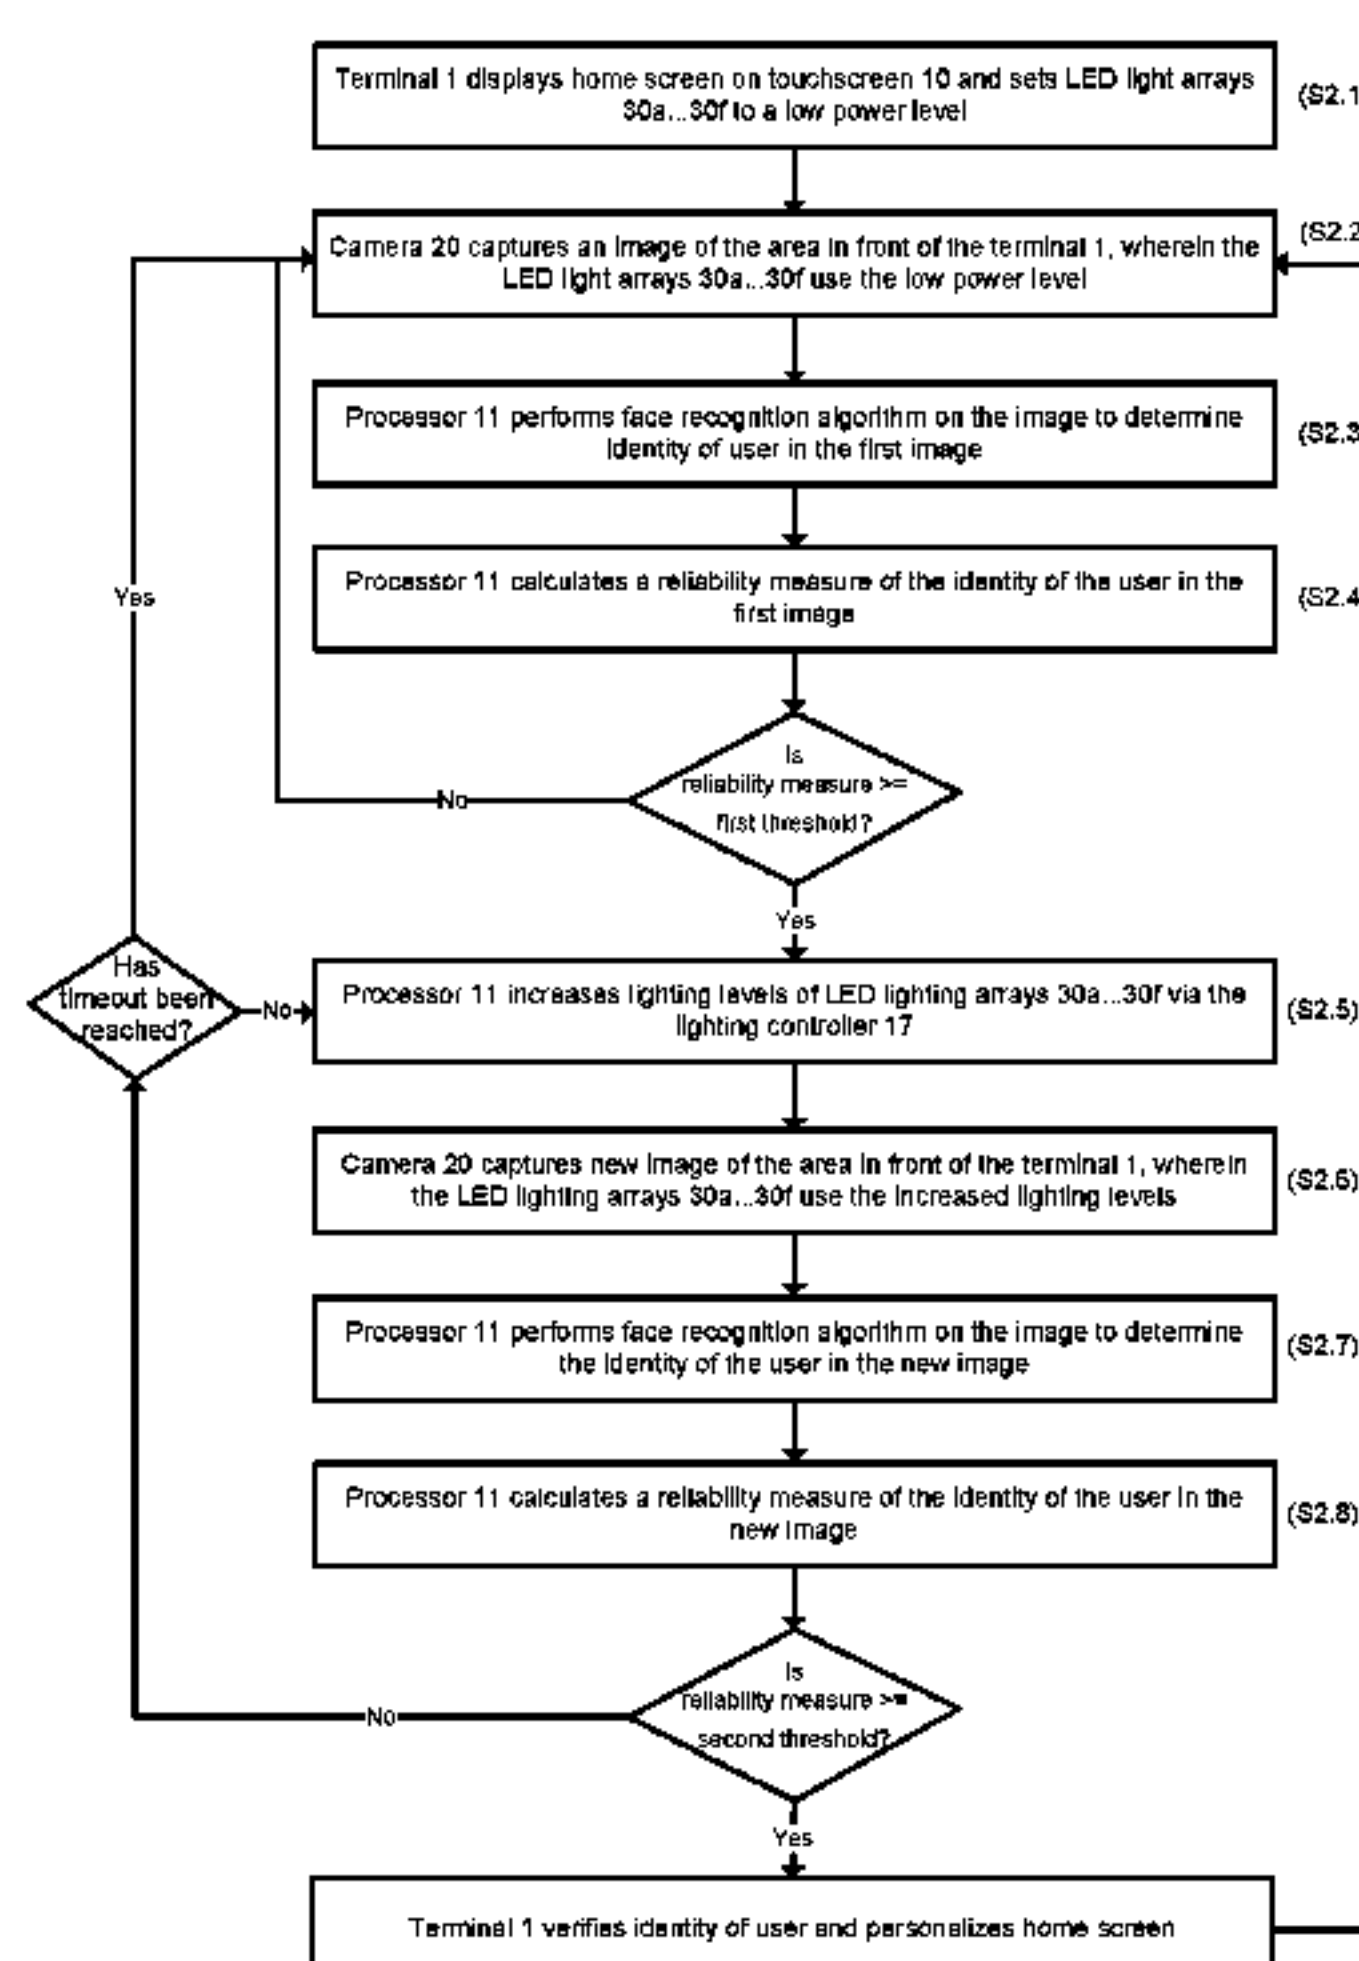 Terminal 1 displays home screen on touchscreen 10 and sets LED light arrays
30a...30f to a low power level
(S2.1
Camera 20 captures an image of the area in front of the terminal 1, wherein the
LED light arrays 30a...30f use the low power level
(S2.2
Processor 11 performs face recognition algorithm on the image to determine
identity of user in the first image
(S2.3
Processor 11 calculates a reliability measure of the identity of the user in the
first image
(S2.4
Yes
Is
reliability measure >=
first threshold?
No
Yes
Has
timeout been
reached?
No
Processor 11 increases lighting levels of LED lighting arrays 30a...30f via the
lighting controller 17
(S2.5)
Camera 20 captures new image of the area in front of the terminal 1, wherein
the LED lighting arrays 30a...30f use the increased lighting levels
(S2.6)
Processor 11 performs face recognition algorithm on the image to determine
the identity of the user in the new image
(S2.7)
Processor 11 calculates a reliability measure of the identity of the user in the
new image
(S2.8)
Is
reliability measure >=
second threshold?
No
Yes
Terminal 1 verifies identity of user and personalizes home screen